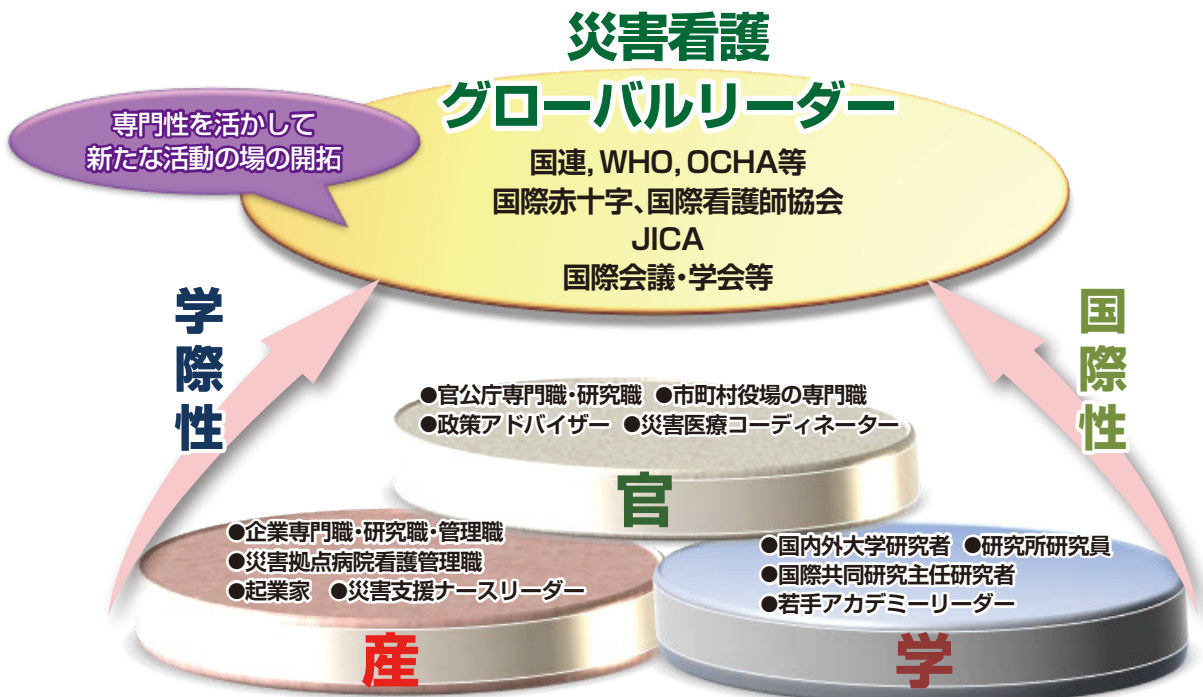 災害看護
グローバルリーダー
専門性を活かして
新たな活動の場の開拓
国連, WHO, OCHA等
国際赤十字、国際看護師協会
JICA
国際会議・学会等
学際性
国際性
●官公庁専門職・研究職 ●市町村役場の専門職
●政策アドバイザー ●災害医療コーディネーター
官
●企業専門職・研究職・管理職
●災害拠点病院看護管理職
●起業家 ●災害支援ナースリーダー
産
●国内外大学研究者 ●研究所研究員
●国際共同研究主任研究者
●若手アカデミーリーダー
学